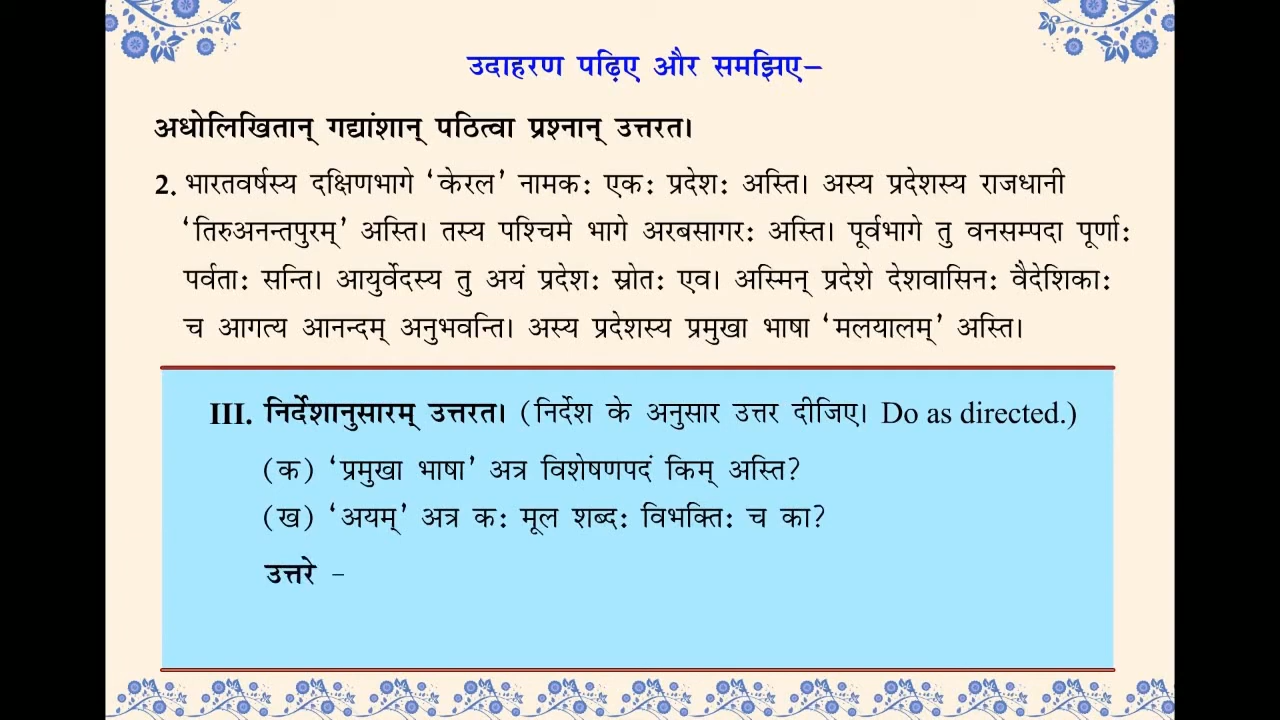 उदाहरण पढ़िए और समझिए–
अधोलिखितान् गद्यांशान् पठित्वा प्रश्नान् उत्तरत।
2. भारतवर्षस्य दक्षिणभागे ‘केरल’ नामकः एकः प्रदेशः अस्ति। अस्य प्रदेशस्य राजधानी
‘तिरुअनन्तपुरम्’ अस्ति। तस्य पश्चिमे भागे अरबसागरः अस्ति। पूर्वभागे तु वनसम्पदा पूर्णाः
पर्वताः सन्ति। आयुर्वेदस्य तु अयं प्रदेशः स्रोतः एव। अस्मिन् प्रदेशे देशवासिनः वैदेशिकाः
च आगत्य आनन्दम् अनुभवन्ति। अस्य प्रदेशस्य प्रमुखा भाषा ‘मलयालम्’ अस्ति।
III. निर्देशानुसारम् उत्तरत। (निर्देश के अनुसार उत्तर दीजिए। Do as directed.)
(क) ‘प्रमुखा भाषा’ अत्र विशेषणपदं किम् अस्ति?
(ख) ‘अयम्’ अत्र कः मूल शब्दः विभक्तिः च का?
उत्तरे –